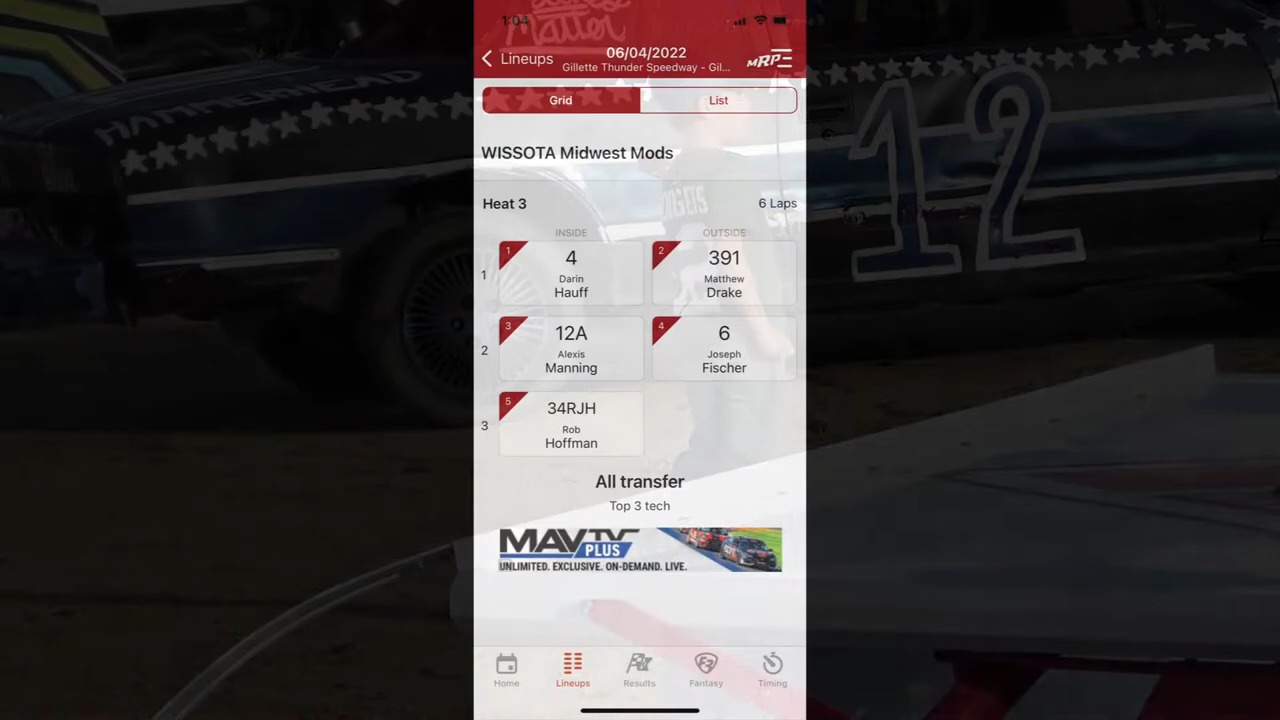 Matter
1:04
Lineups
06/04/2022
Gillette Thunder Speedway - Gil...
MRP
Grid
List
HAMMERHEAD
12
WISSOTA Midwest Mods
Heat 3
6 Laps
INSIDE
OUTSIDE
1
1
4
Darin
Hauff
2
391
Matthew
Drake
2
3
12A
Alexis
Manning
4
6
Joseph
Fischer
3
5
34RJH
Rob
Hoffman
All transfer
Top 3 tech
MAVTV
PLUS
UNLIMITED. EXCLUSIVE. ON-DEMAND. LIVE.
Home
Lineups
Results
Fantasy
Timing